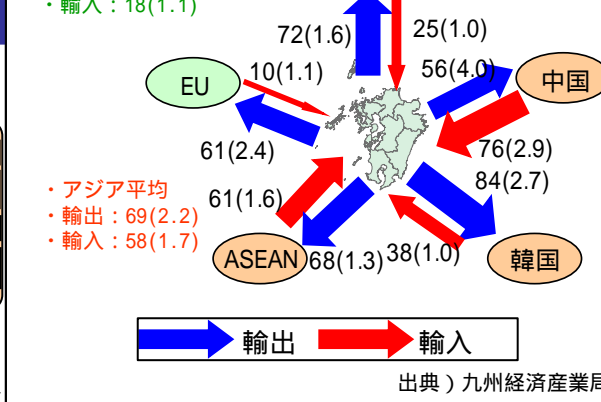 ・輸入：18(1.1)
72(1.6)
25(1.0)
EU
10(1.1)
56(4.0)
中国
61(2.4)
76(2.9)
84(2.7)
・アジア平均
・輸出：69(2.2)
・輸入：58(1.7)
61(1.6)
ASEAN
68(1.3)
38(1.0)
韓国
輸出
輸入
出典）九州経済産業局